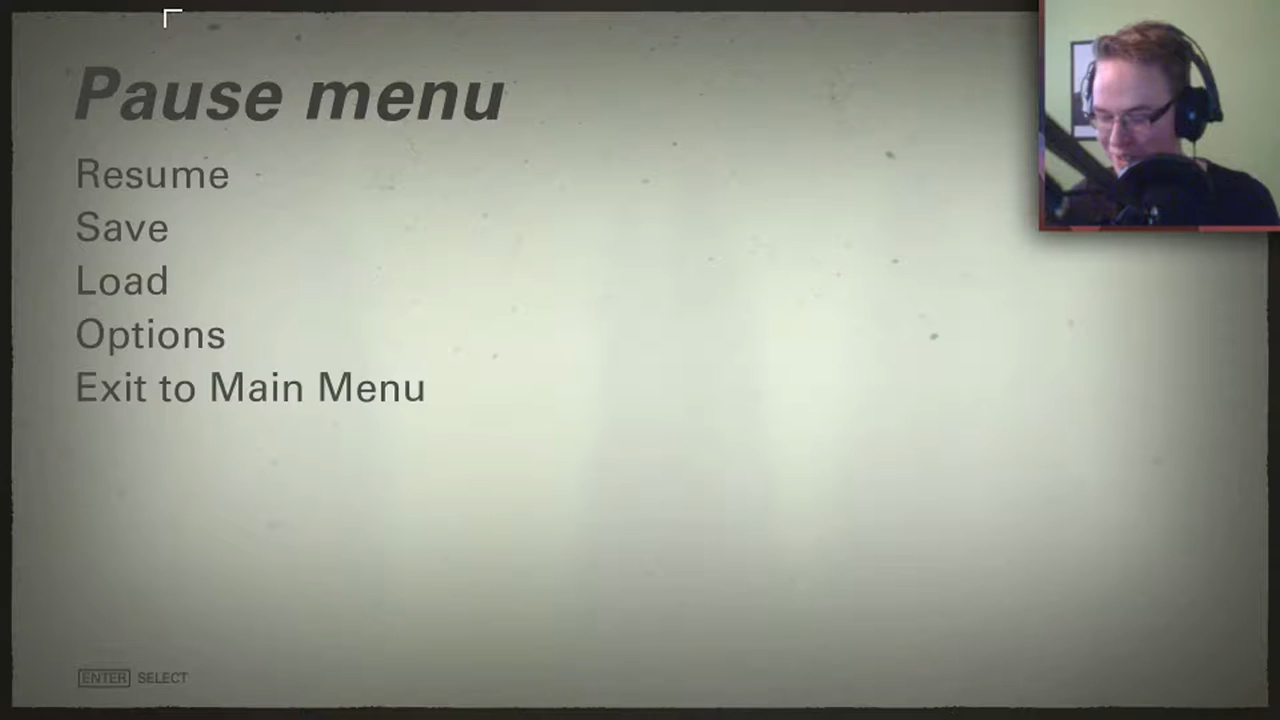 Pause menu
Resume
Save
Load
Options
Exit to Main Menu
ENTER SELECT